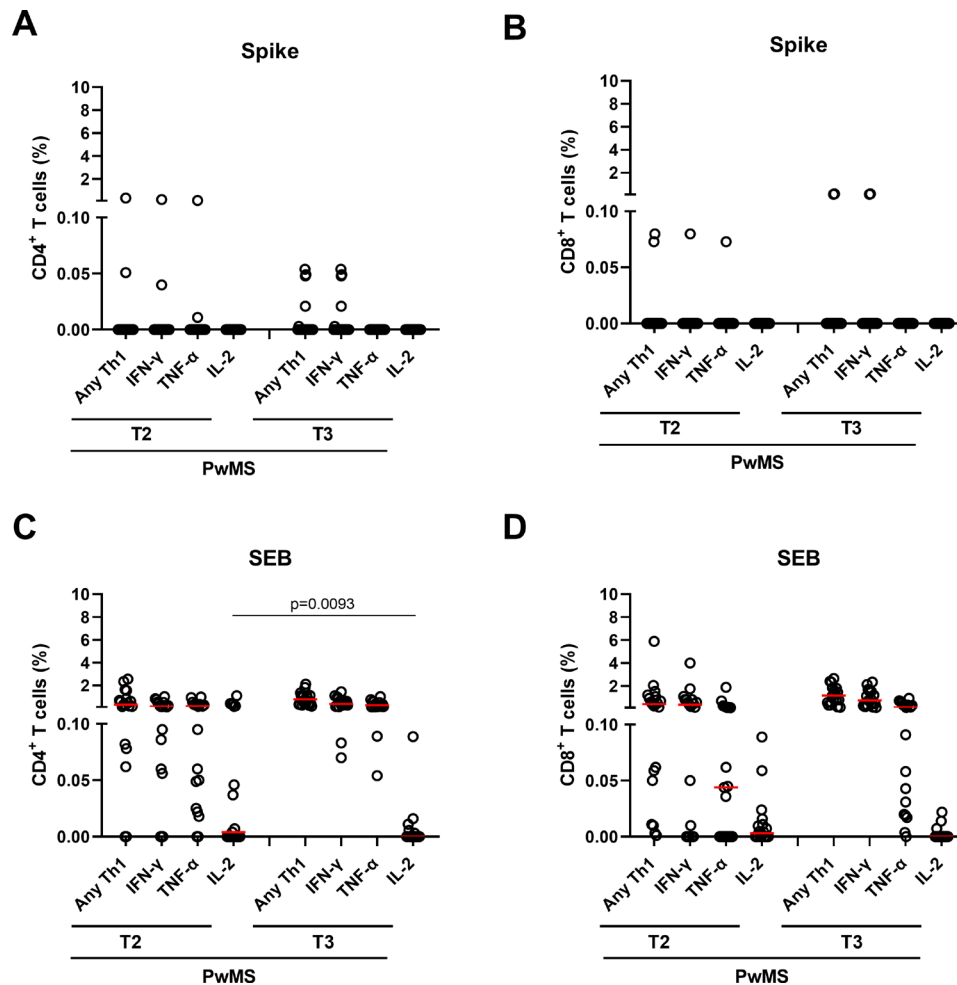 A
Spike
CD4+ T cells (%)
10
8
6
4
2
0.10
0.05
0.00
Any Th1
IFN-γ
TNF-α
IL-2
Any Th1
IFN-γ
TNF-α
IL-2
T2
T3
PwMS
B
Spike
CD8+ T cells (%)
10
8
6
4
2
0.10
0.05
0.00
Any Th1
IFN-γ
TNF-α
IL-2
Any Th1
IFN-γ
TNF-α
IL-2
T2
T3
PwMS
C
SEB
p=0.0093
CD4+ T cells (%)
10
8
6
4
2
0.10
0.05
0.00
Any Th1
IFN-γ
TNF-α
IL-2
Any Th1
IFN-γ
TNF-α
IL-2
T2
T3
PwMS
D
SEB
CD8+ T cells (%)
10
8
6
4
2
0.10
0.05
0.00
Any Th1
IFN-γ
TNF-α
IL-2
Any Th1
IFN-γ
TNF-α
IL-2
T2
T3
PwMS